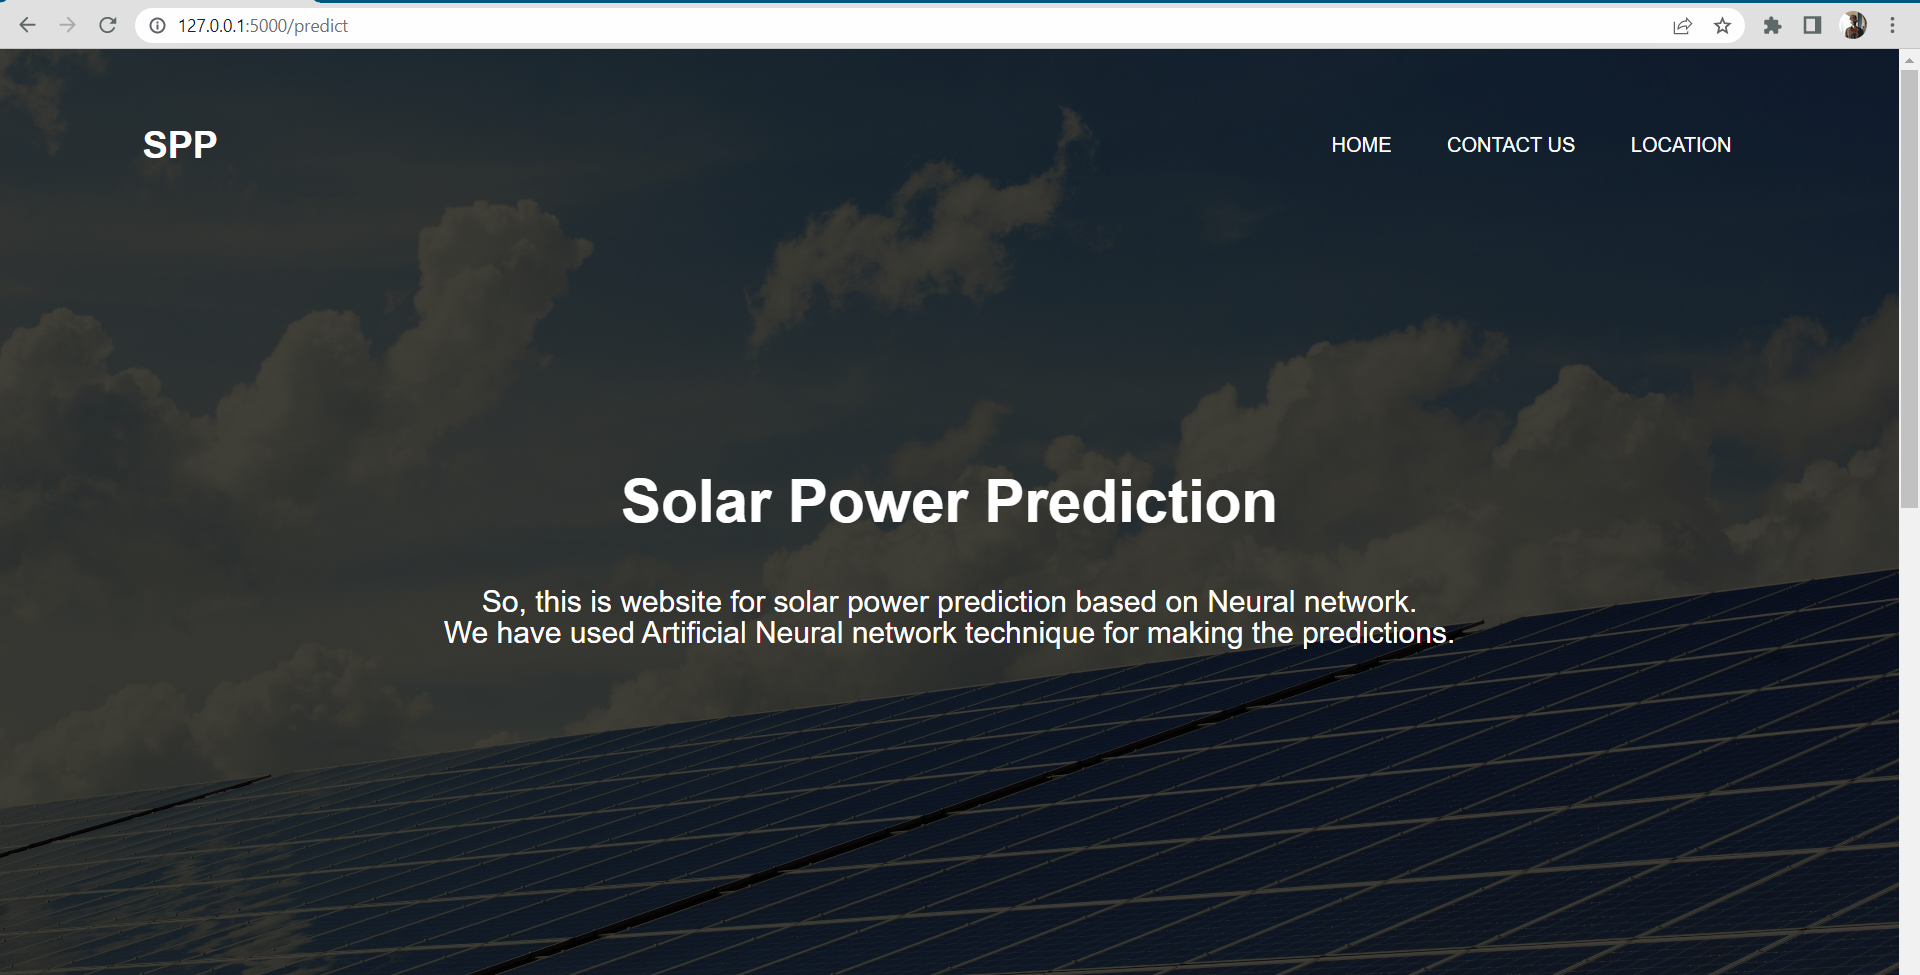 127.0.0.1:5000/predict
SPP
HOME
CONTACT US
LOCATION
Solar Power Prediction
So, this is website for solar power prediction based on Neural network.
We have used Artificial Neural network technique for making the predictions.